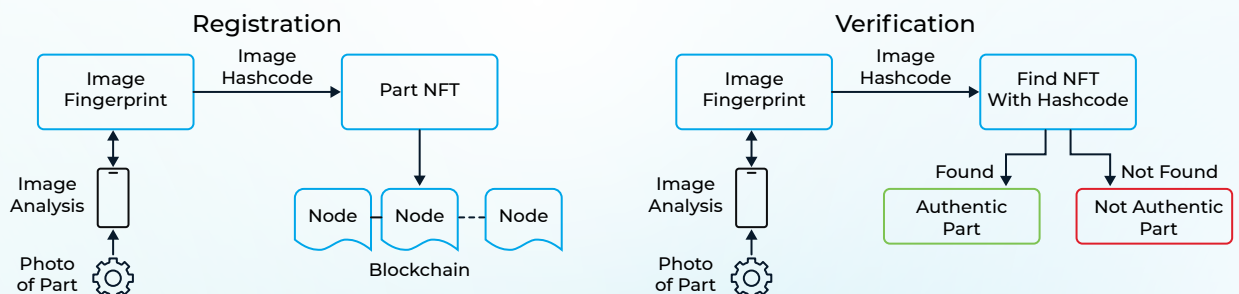 Registration
Image
Hashcode
Image
Fingerprint
Part NFT
Image
Analysis
Node
Node
Node
Blockchain
Photo
of Part
Verification
Image
Hashcode
Image
Fingerprint
Find NFT
With Hashcode
Found
Not Found
Image
Analysis
Authentic
Part
Not Authentic
Part
Photo
of Part